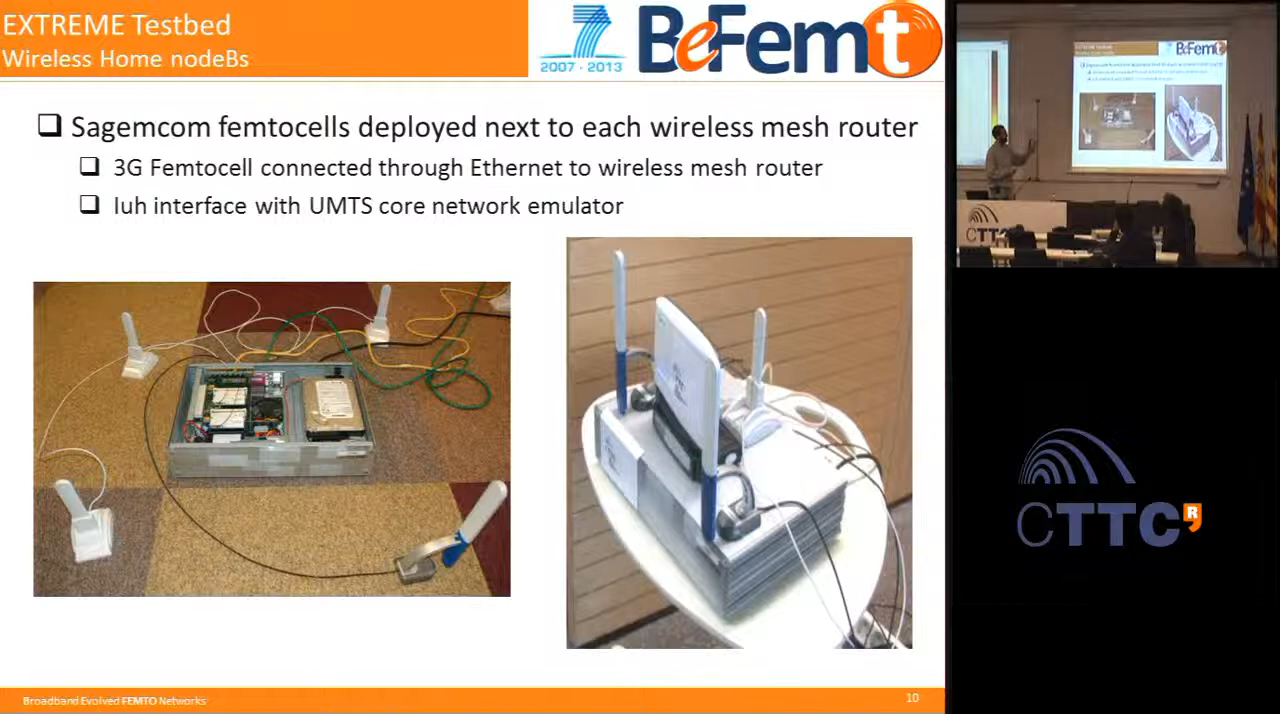 EXTREME Testbed
Wireless Home nodeBs
2007 - 2013
BeFemt
❑ Sagemcom femtocells deployed next to each wireless mesh router
❑ 3G Femtocell connected through Ethernet to wireless mesh router
❑ Iuh interface with UMTS core network emulator
Broadband Evolved FEMTO Networks
10
BeFemt
CTTC
CTTC R